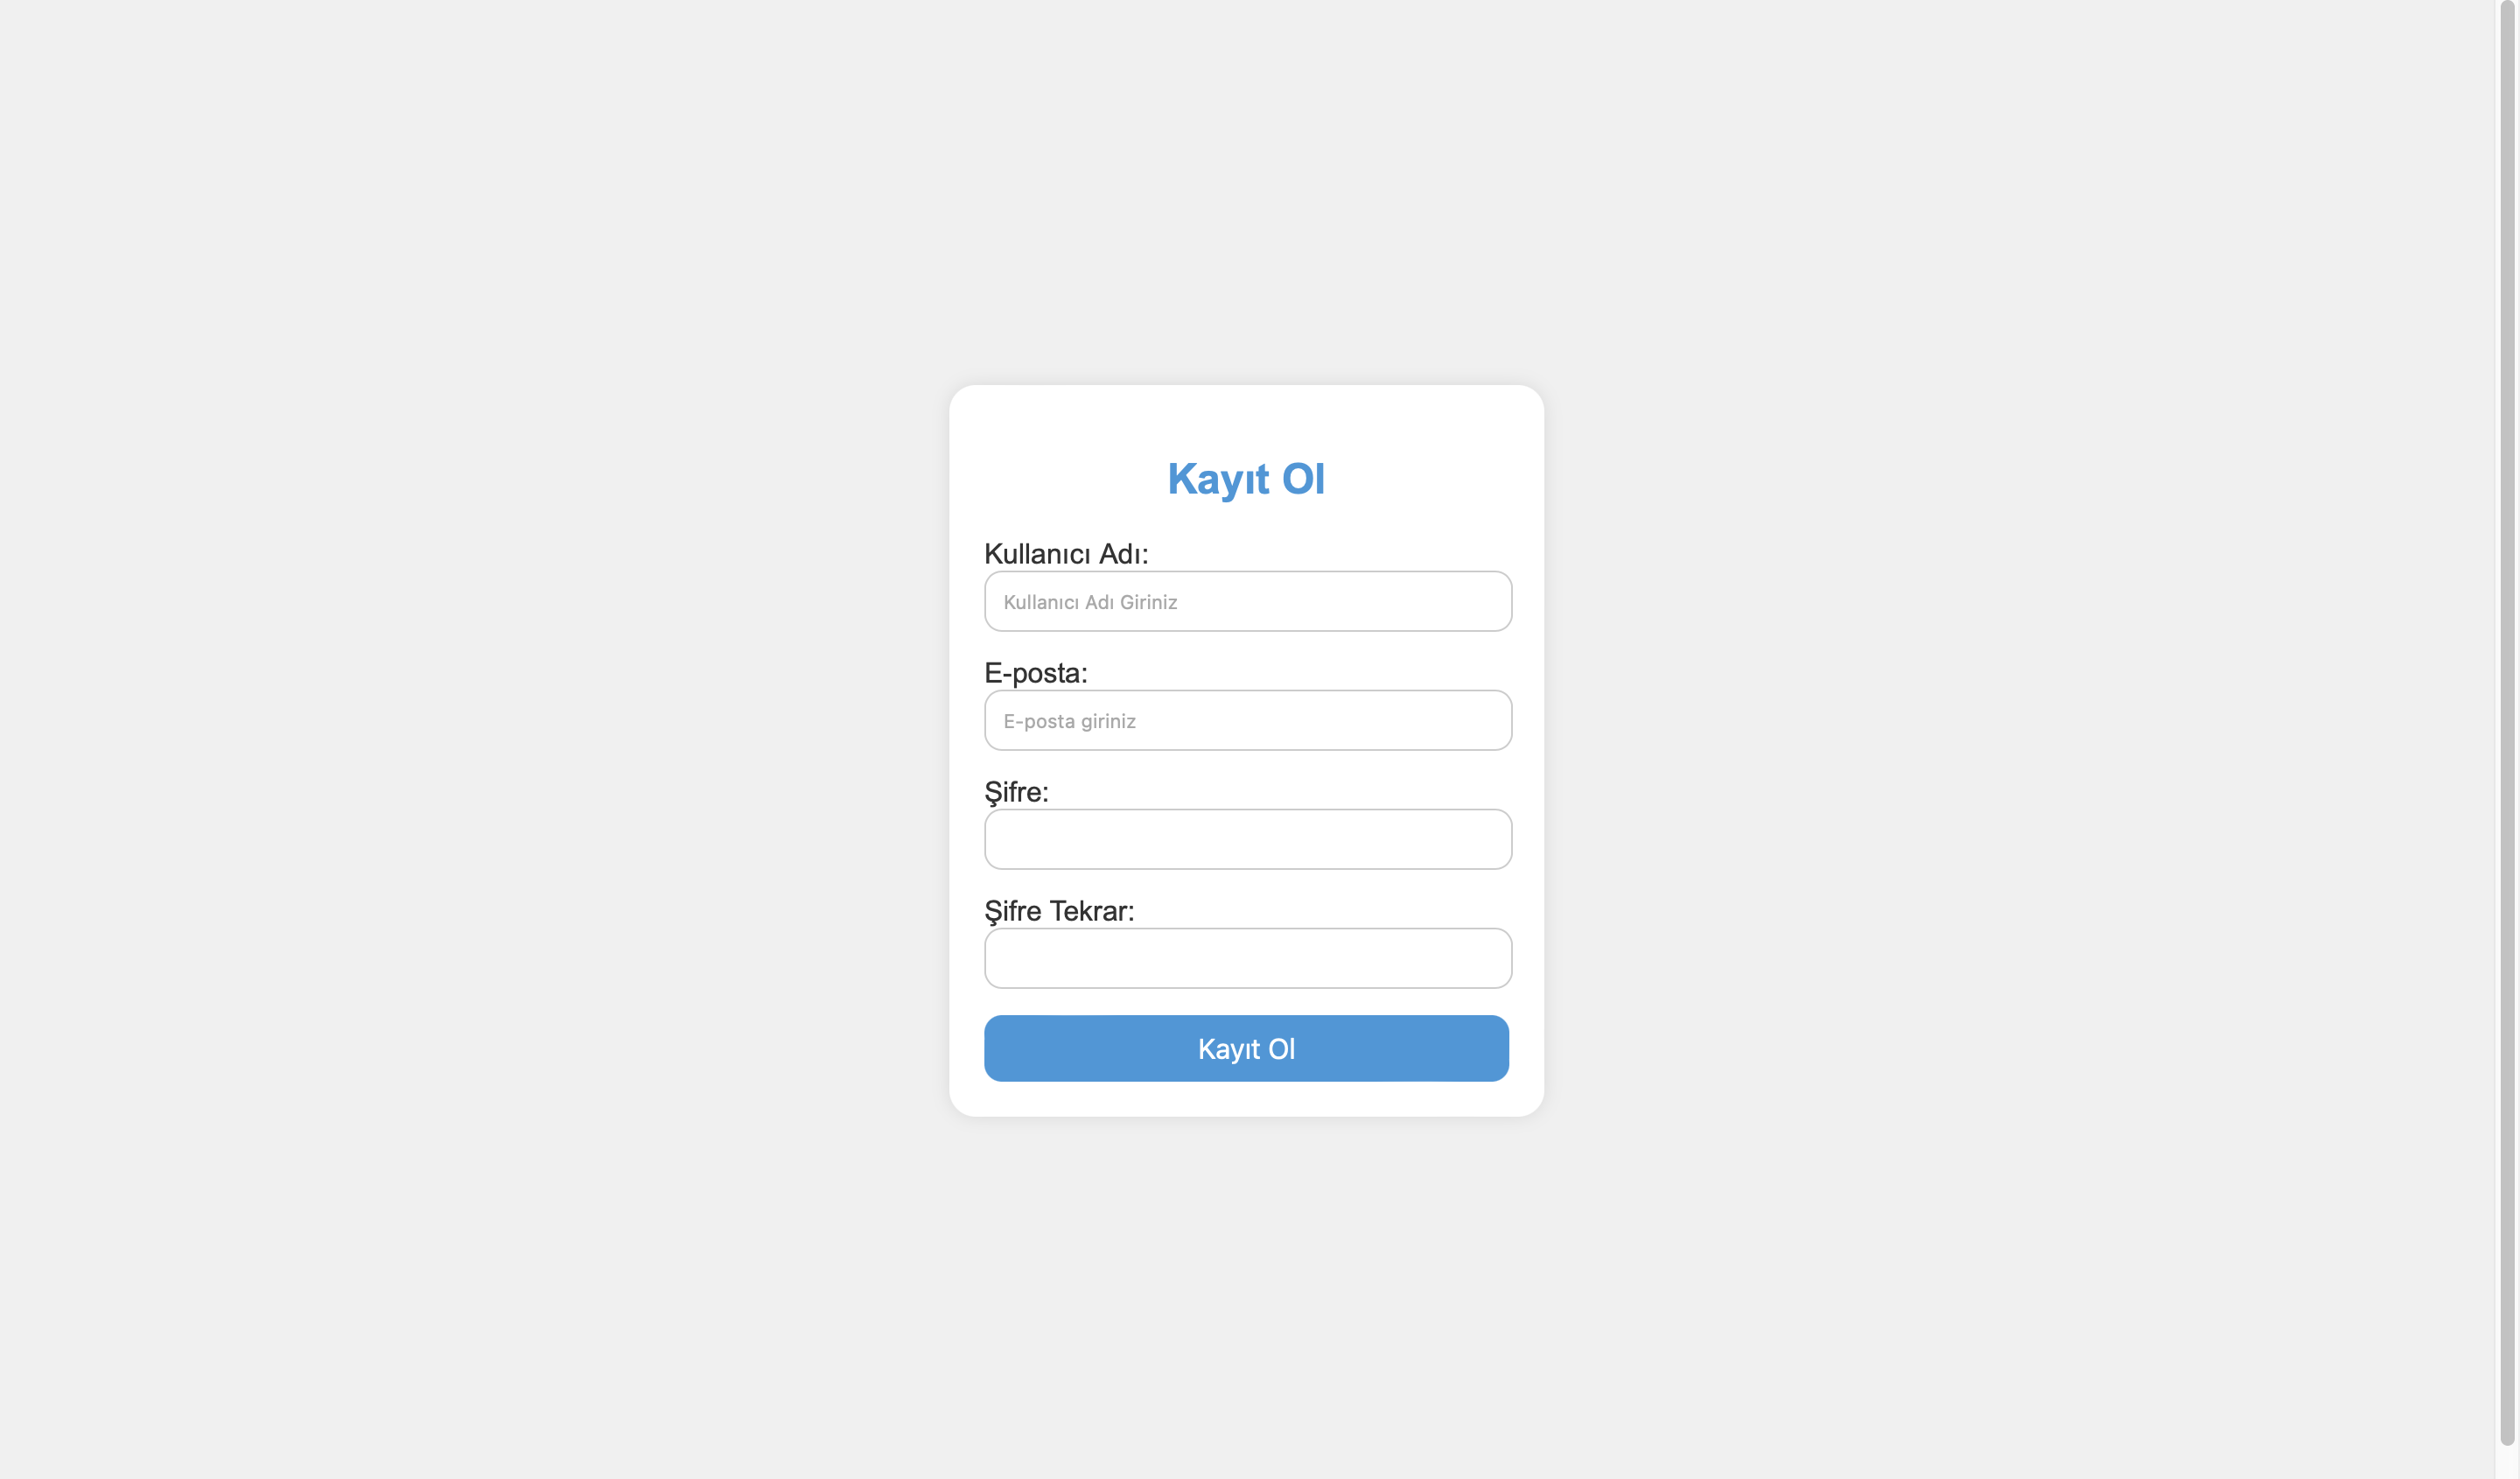 Kayıt Ol
Kullanıcı Adı:
Kullanıcı Adı Giriniz
E-posta:
E-posta giriniz
Şifre:
Şifre Tekrar:
Kayıt Ol